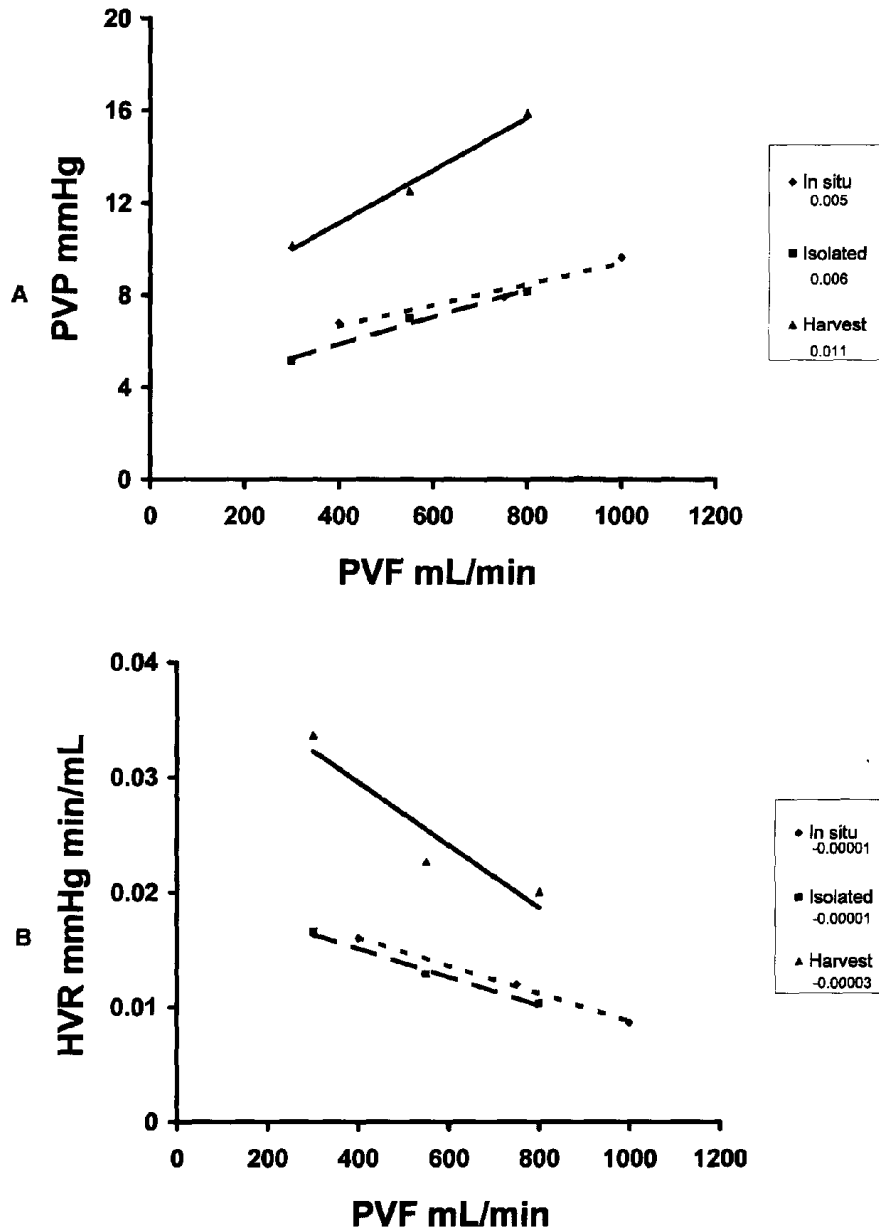 20
16
12
8
4
0
PVP mmHg
A
0 200 400 600 800 1000 1200
PVF mL/min
In situ
0.005
Isolated
0.006
Harvest
0.011
0.04
0.03
0.02
0.01
0
HVR mmHg min/mL
B
0 200 400 600 800 1000 1200
PVF mL/min
In situ
-0.00001
Isolated
-0.00001
Harvest
-0.00003